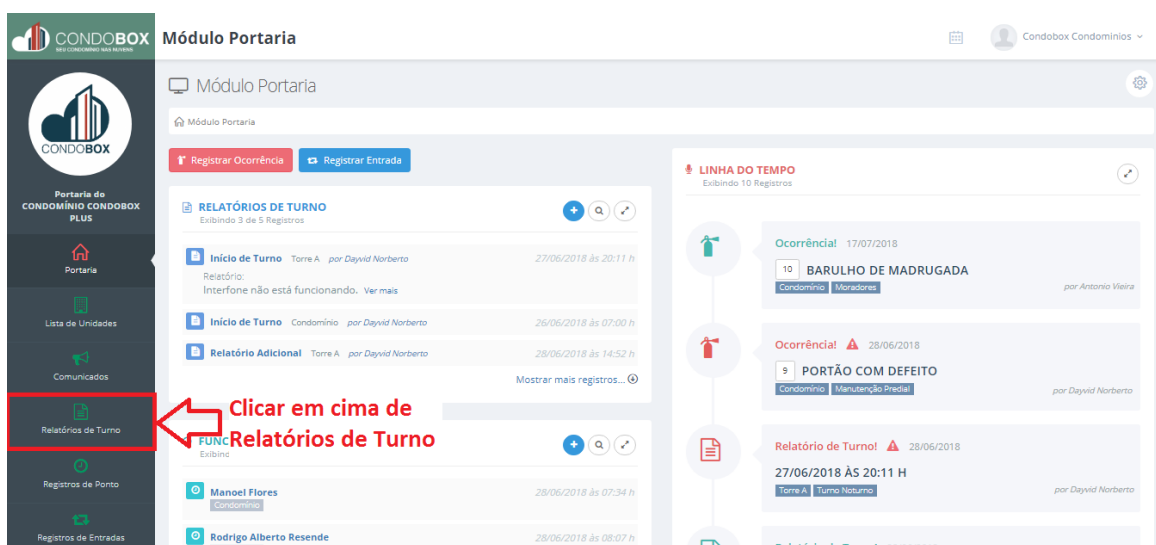 CONDOBOX
SEU CONDOMÍNIO NAS NUVENS
Módulo Portaria
Condobox Condominios
CONDOBOX
Portaria do
CONDOMÍNIO CONDOBOX
PLUS
Portaria
Lista de Unidades
Comunicados
Relatórios de Turno
Registros de Ponto
Registros de Entradas
Módulo Portaria
Módulo Portaria
Registrar Ocorrência
Registrar Entrada
RELATÓRIOS DE TURNO
Exibindo 3 de 5 Registros
Início de Turno Torre A por Dayvid Norberto 27/06/2018 às 20:11 h
Relatório:
Interfone não está funcionando. Ver mais
Início de Turno Condomínio por Dayvid Norberto 26/06/2018 às 07:00 h
Relatório Adicional Torre A por Dayvid Norberto 28/06/2018 às 14:52 h
Mostrar mais registros...
Clicar em cima de
Relatórios de Turno
FUNC
Exibind
Manoel Flores 28/06/2018 às 07:34 h
Condomínio
Rodrigo Alberto Resende 28/06/2018 às 08:07 h
LINHA DO TEMPO
Exibindo 10 Registros
Ocorrência! 17/07/2018
10 BARULHO DE MADRUGADA
Condomínio Moradores por Antonio Vieira
Ocorrência! 28/06/2018
9 PORTÃO COM DEFEITO
Condomínio Manutenção Predial por Dayvid Norberto
Relatório de Turno! 28/06/2018
27/06/2018 ÀS 20:11 H
Torre A Turno Noturno por Dayvid Norberto